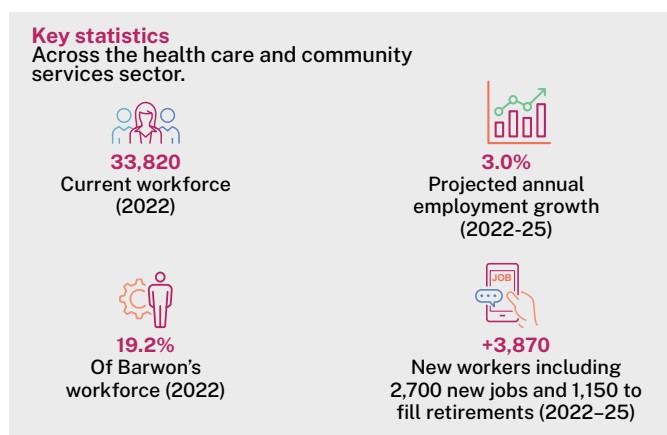 Key statistics
Across the health care and community
services sector.
33,820
Current workforce
(2022)
3.0%
Projected annual
employment growth
(2022-25)
19.2%
Of Barwon's
workforce (2022)
JOB
+3,870
New workers including
2,700 new jobs and 1,150 to
fill retirements (2022–25)